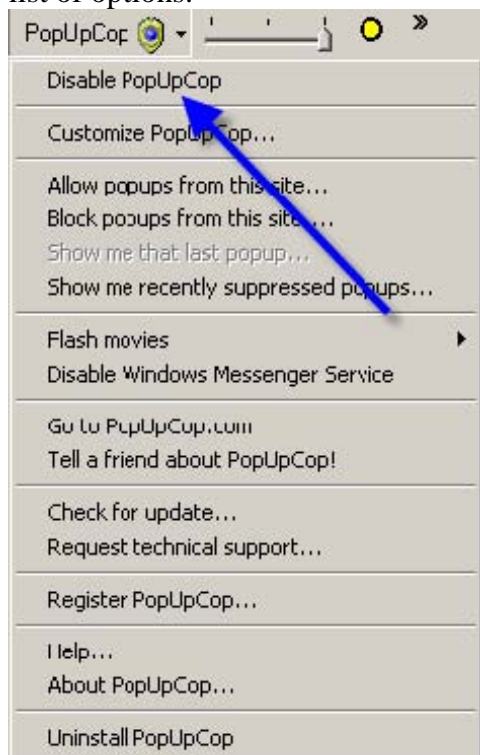 list of options.
PopUpCop »
Disable PopUpCop
Customize PopUpCop...
Allow popups from this site...
Block popups from this site...
Show me that last popup...
Show me recently suppressed popups...
Flash movies
Disable Windows Messenger Service
Go to PopUpCop.com
Tell a friend about PopUpCop!
Check for update...
Request technical support...
Register PopUpCop...
Help...
About PopUpCop...
Uninstall PopUpCop